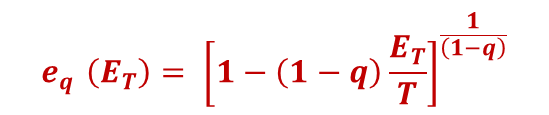 e_q (E_T) = [1 − (1 − q) E_T/T]^{1/(1−q)}